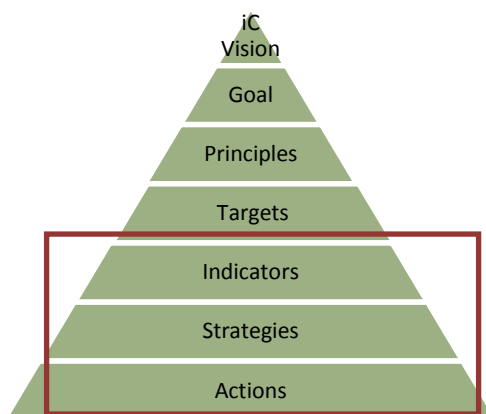 iC
Vision
Goal
Principles
Targets
Indicators
Strategies
Actions